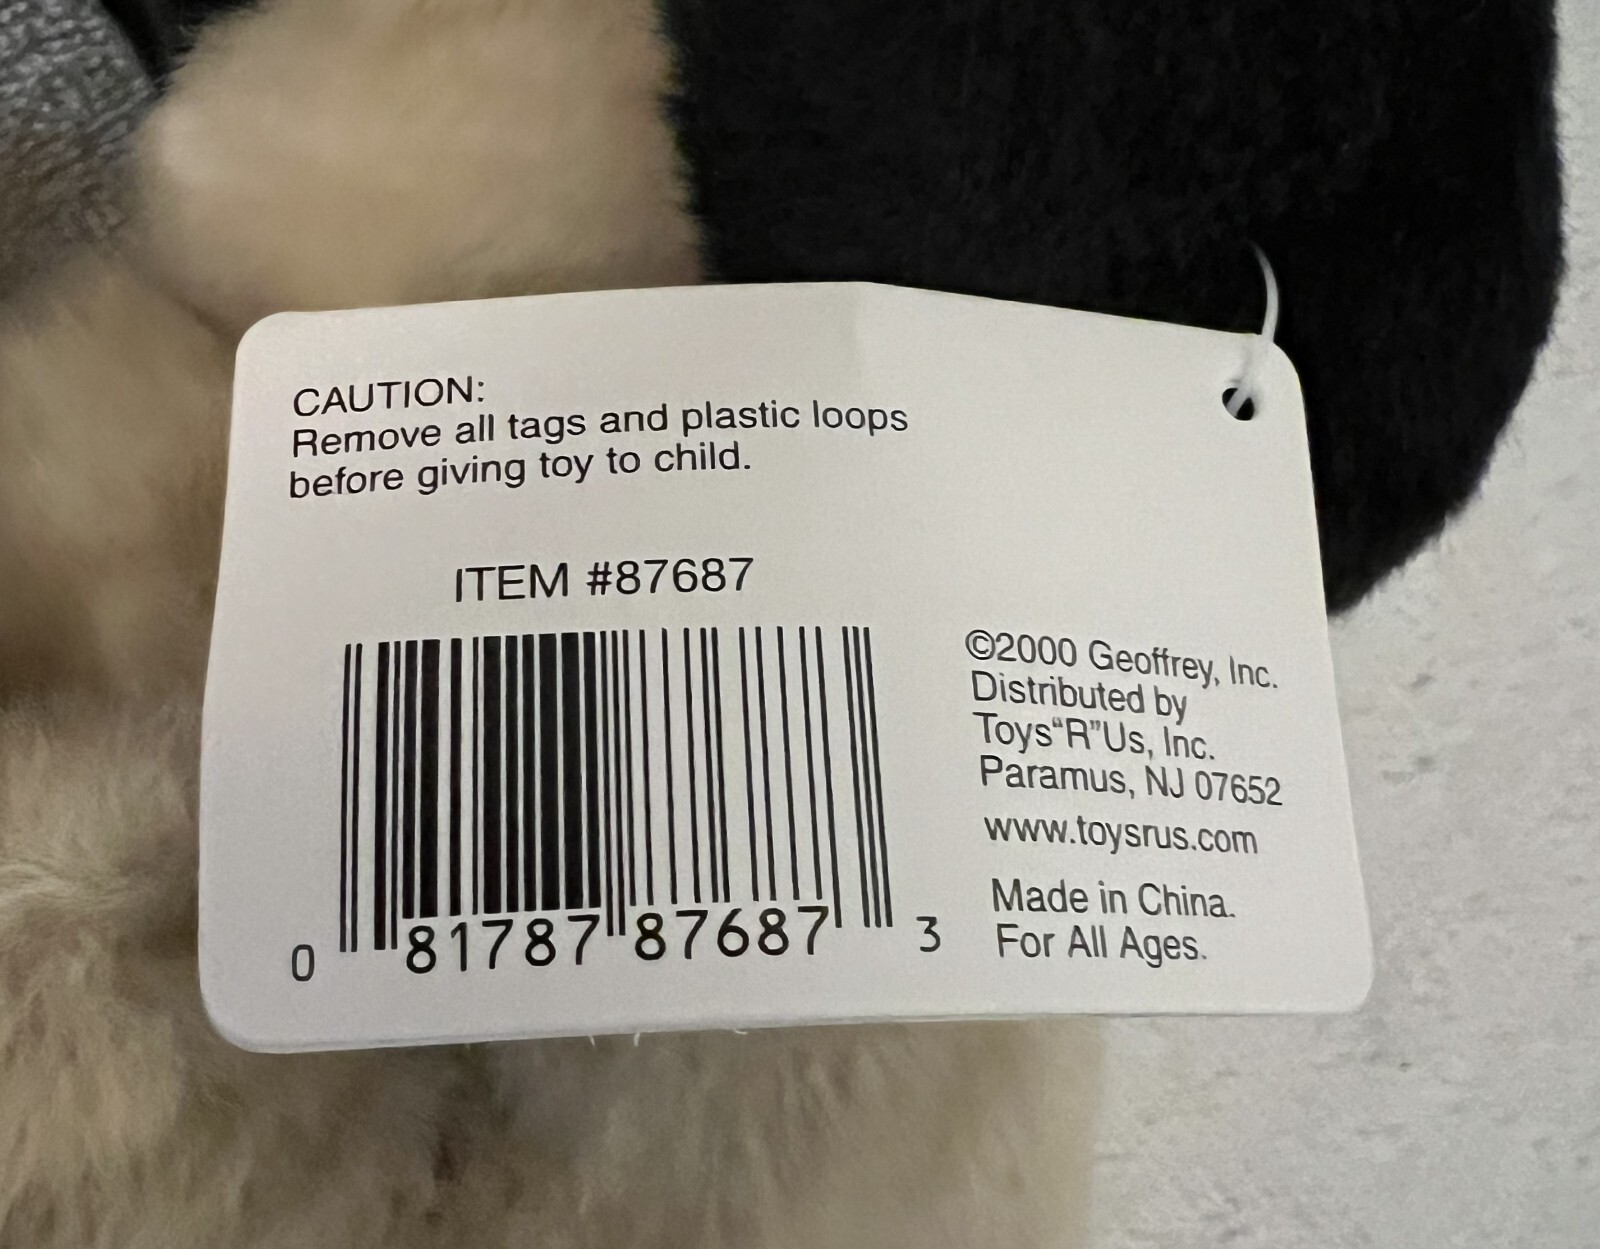 CAUTION:
Remove all tags and plastic loops
before giving toy to child.
ITEM #87687
0 81787 87687 3
©2000 Geoffrey, Inc.
Distributed by
Toys“R”Us, Inc.
Paramus, NJ 07652
www.toysrus.com
Made in China.
For All Ages.